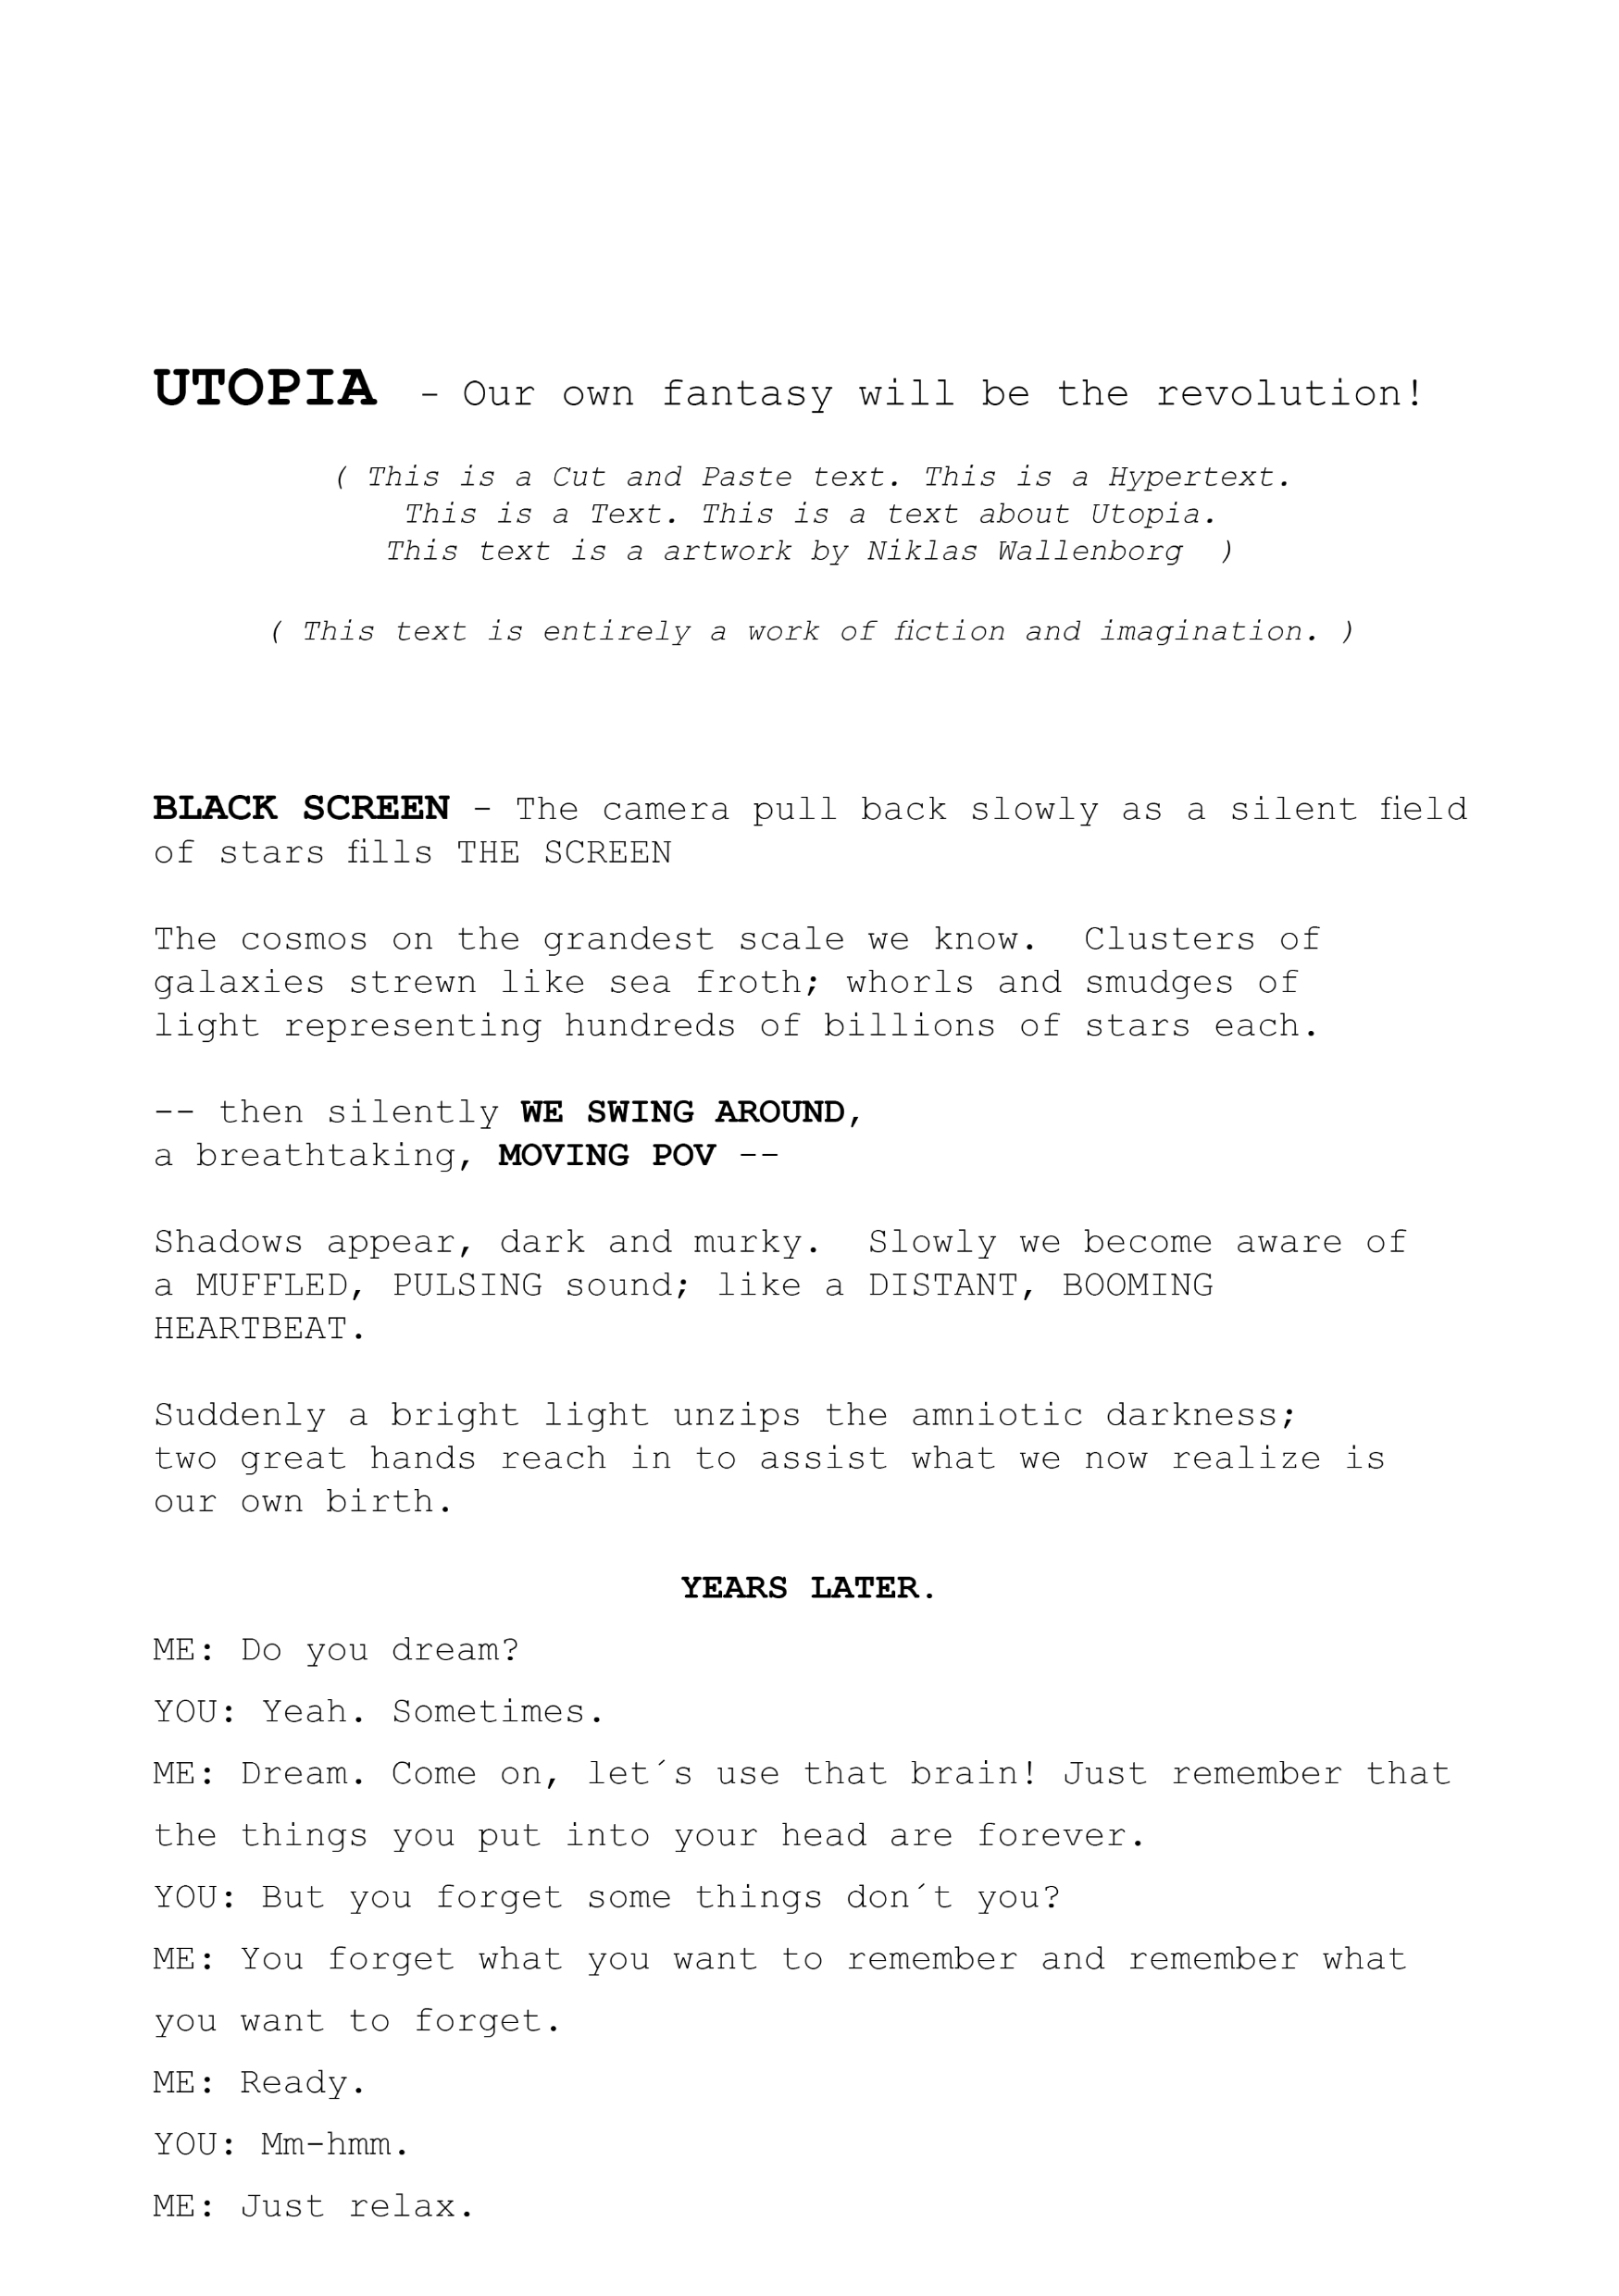 UTOPIA - Our own fantasy will be the revolution!
( This is a Cut and Paste text. This is a Hypertext.
This is a Text. This is a text about Utopia.
This text is a artwork by Niklas Wallenborg )
( This text is entirely a work of fiction and imagination. )
BLACK SCREEN - The camera pull back slowly as a silent field
of stars fills THE SCREEN
The cosmos on the grandest scale we know. Clusters of
galaxies strewn like sea froth; whorls and smudges of
light representing hundreds of billions of stars each.
-- then silently WE SWING AROUND,
a breathtaking, MOVING POV --
Shadows appear, dark and murky. Slowly we become aware of
a MUFFLED, PULSING sound; like a DISTANT, BOOMING
HEARTBEAT.
Suddenly a bright light unzips the amniotic darkness;
two great hands reach in to assist what we now realize is
our own birth.
YEARS LATER.
ME: Do you dream?
YOU: Yeah. Sometimes.
ME: Dream. Come on, let´s use that brain! Just remember that
the things you put into your head are forever.
YOU: But you forget some things don´t you?
ME: You forget what you want to remember and remember what
you want to forget.
ME: Ready.
YOU: Mm-hmm.
ME: Just relax.